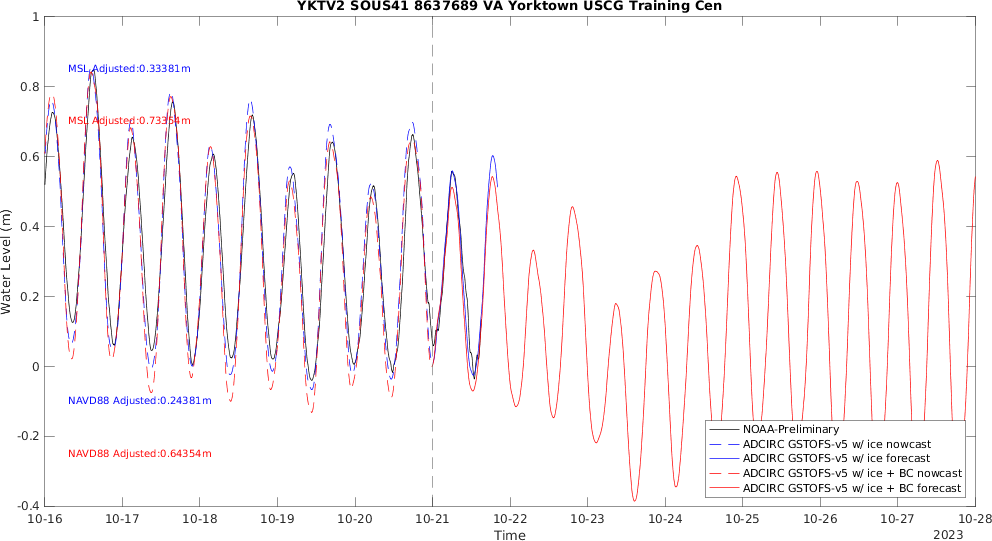 YKTV2 SOUS41 8637689 VA Yorktown USCG Training Cen
Water Level (m)
1
0.8
0.6
0.4
0.2
0
-0.2
-0.4
MSL Adjusted:0.33381m
MSL Adjusted:0.73354m
NAVD88 Adjusted:0.24381m
NAVD88 Adjusted:0.64354m
NOAA-Preliminary
ADCIRC GSTOFS-v5 w/ ice nowcast
ADCIRC GSTOFS-v5 w/ ice forecast
ADCIRC GSTOFS-v5 w/ ice + BC nowcast
ADCIRC GSTOFS-v5 w/ ice + BC forecast
10-16 10-17 10-18 10-19 10-20 10-21 10-22 10-23 10-24 10-25 10-26 10-27 10-28
Time
2023